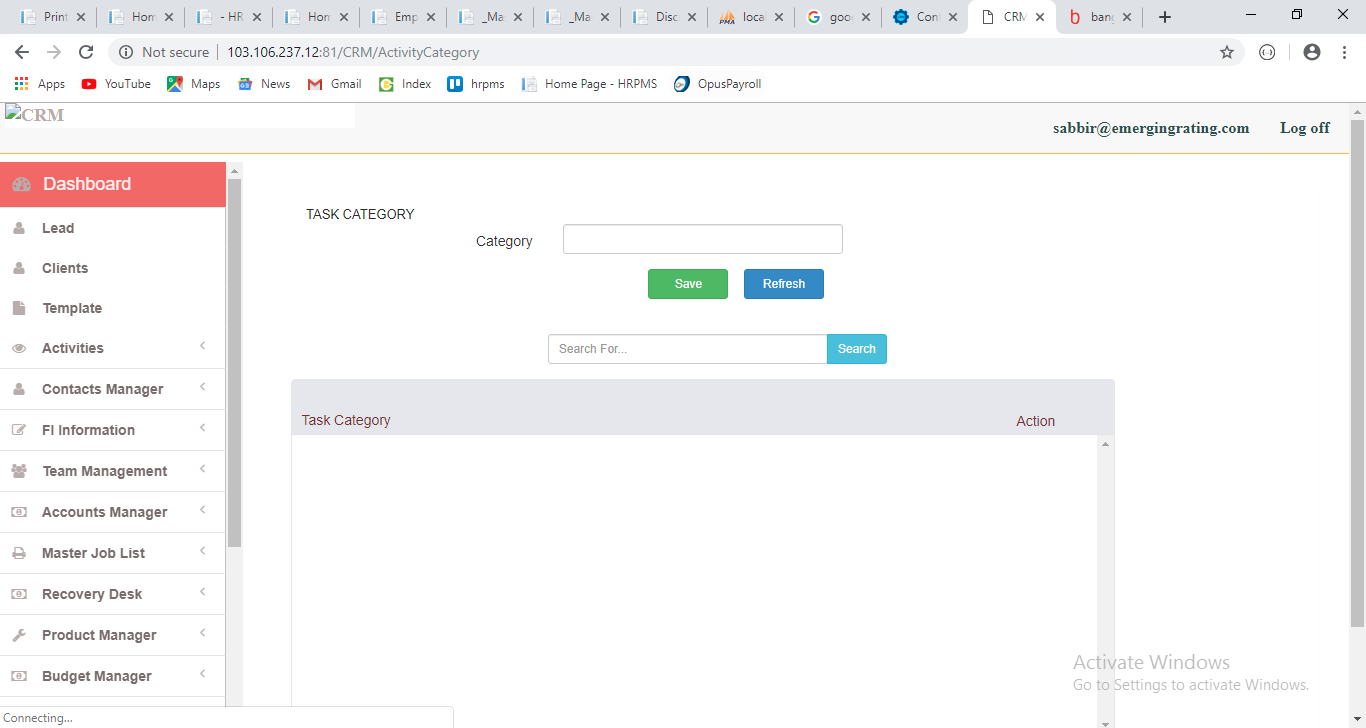 Print Hom - HR Hom Emp _Ma _Ma Disc local goo Con CRM bang
Not secure 103.106.237.12:81/CRM/ActivityCategory
Apps YouTube Maps News Gmail Index hrpms Home Page - HRPMS OpusPayroll
CRM
sabbir@emergingrating.com Log off
Dashboard
Lead
Clients
Template
Activities
Contacts Manager
FI Information
Team Management
Accounts Manager
Master Job List
Recovery Desk
Product Manager
Budget Manager
TASK CATEGORY
Category
Save Refresh
Search For... Search
Task Category Action
Activate Windows
Go to Settings to activate Windows.
Connecting...